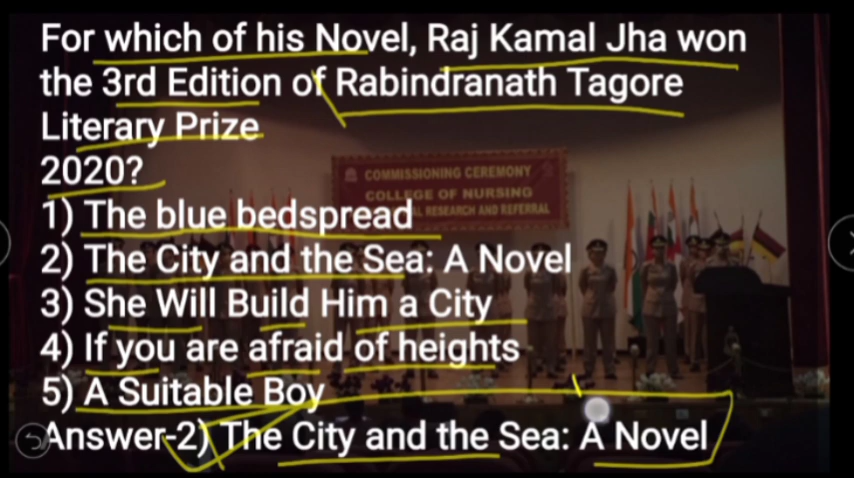 For which of his Novel, Raj Kamal Jha won
the 3rd Edition of Rabindranath Tagore
Literary Prize
2020?
COMMISSIONING CEREMONY
COLLEGE OF NURSING
RESEARCH AND REFERRAL
1) The blue bedspread
2) The City and the Sea: A Novel
3) She Will Build Him a City
4) If you are afraid of heights
5) A Suitable Boy
Answer-2) The City and the Sea: A Novel